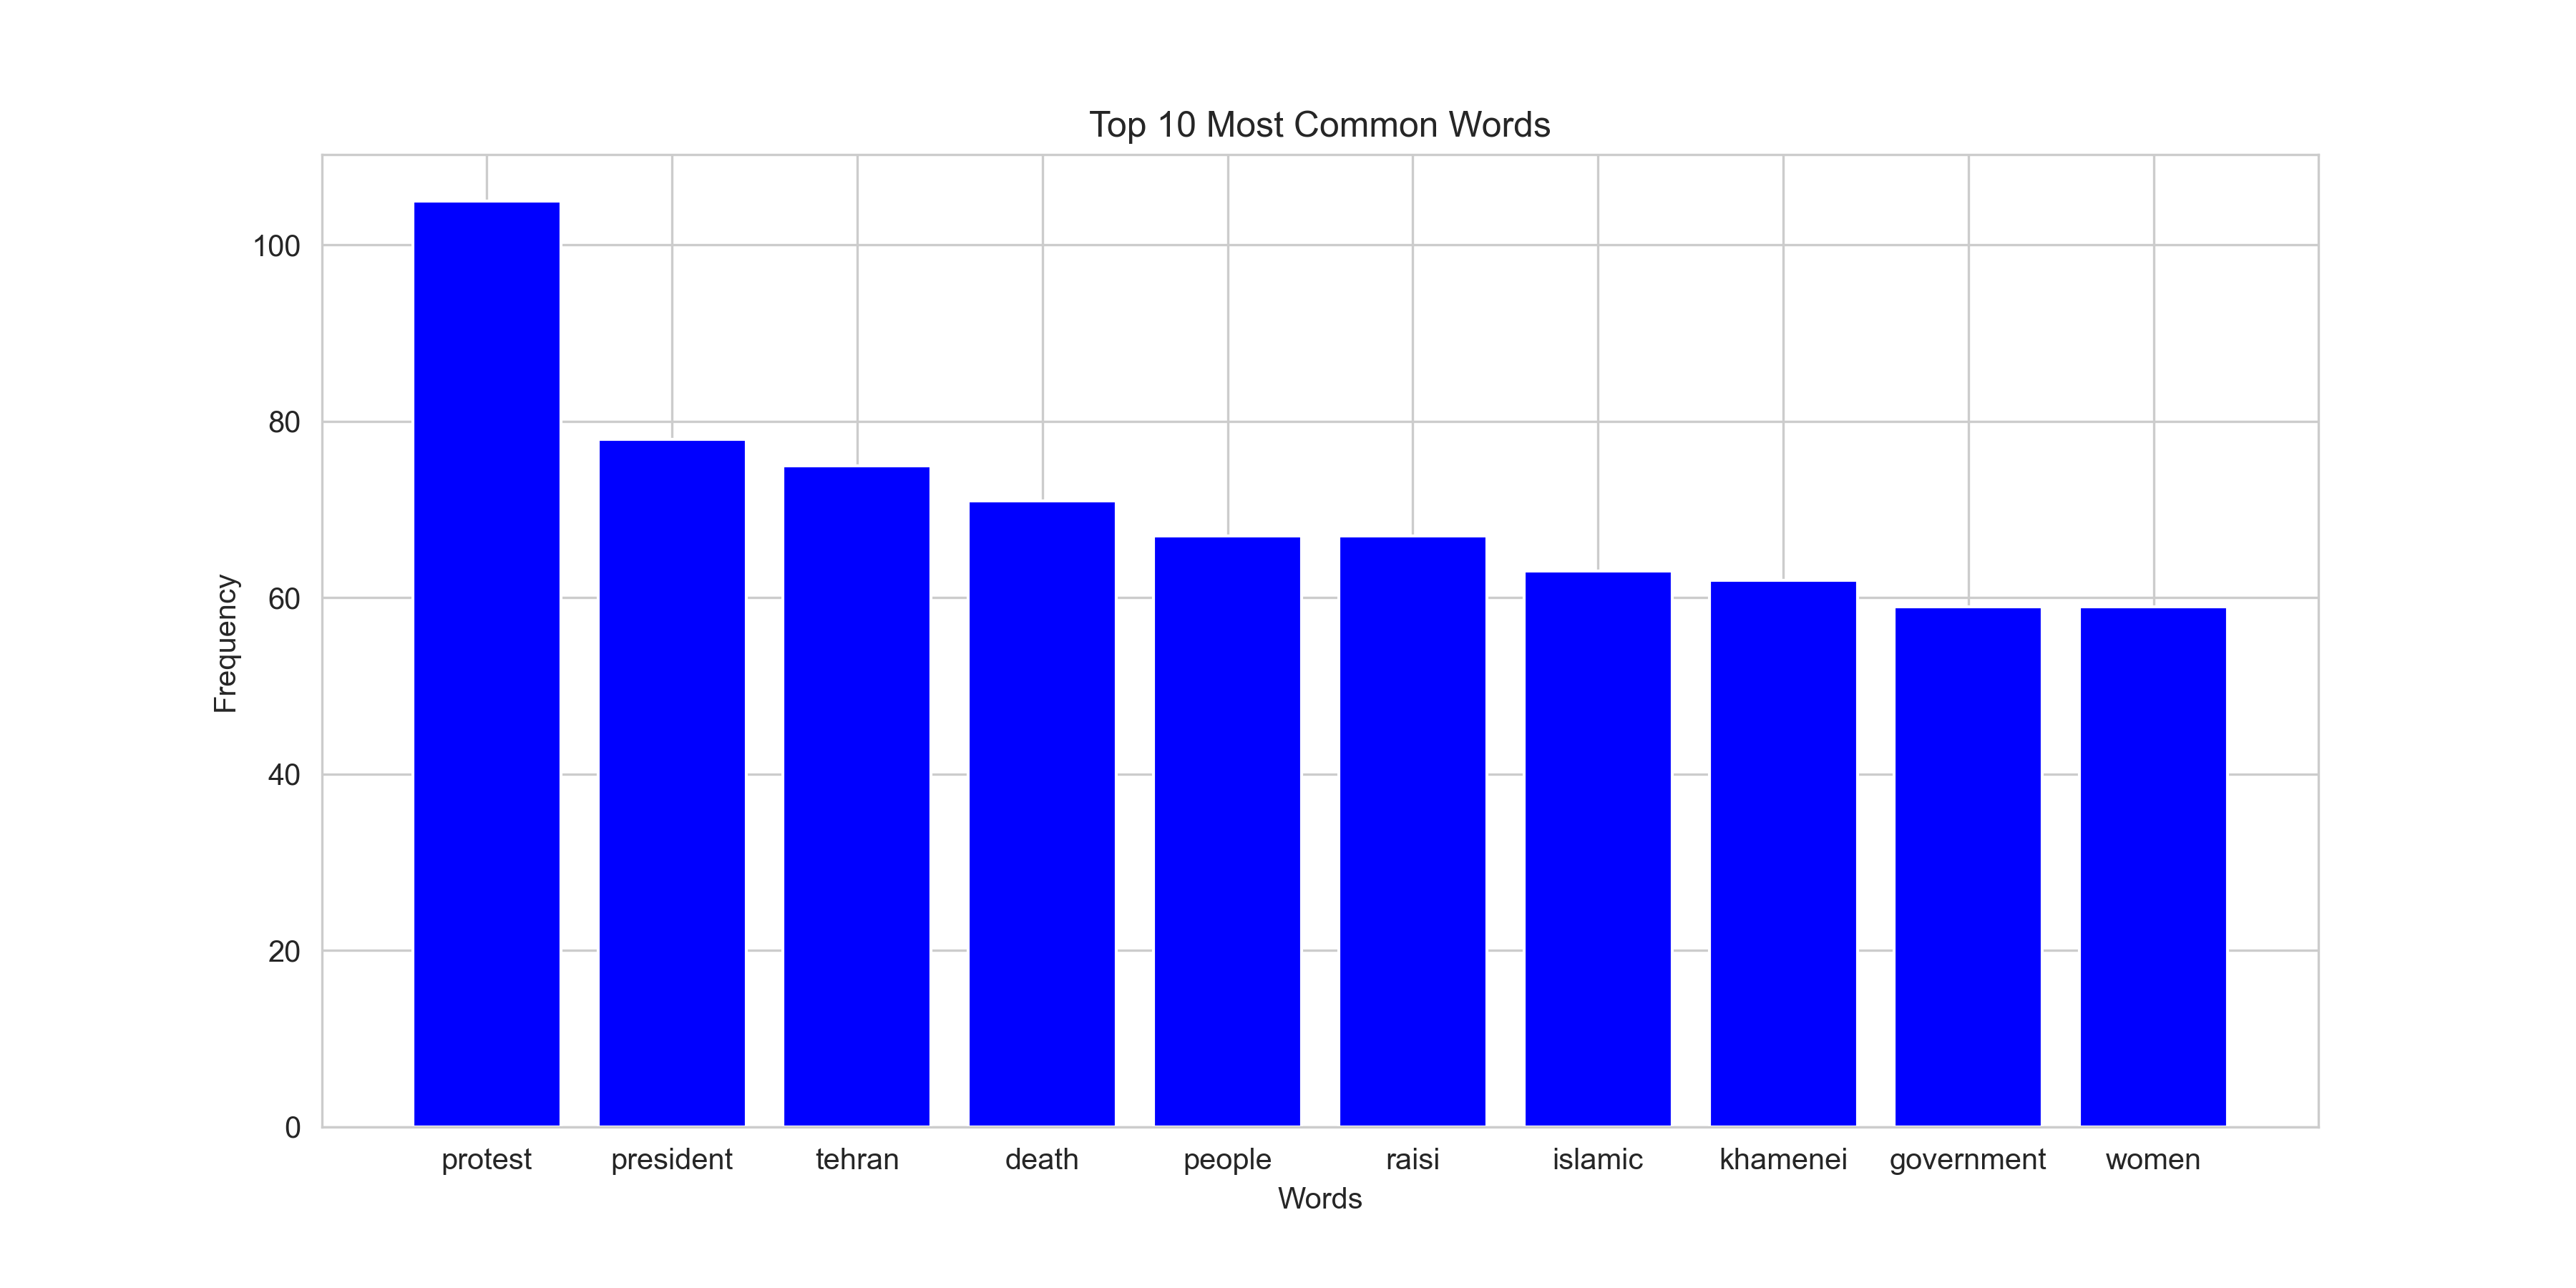 Top 10 Most Common Words
100
80
60
40
20
0
Frequency
protest president tehran death people raisi islamic khamenei government women
Words